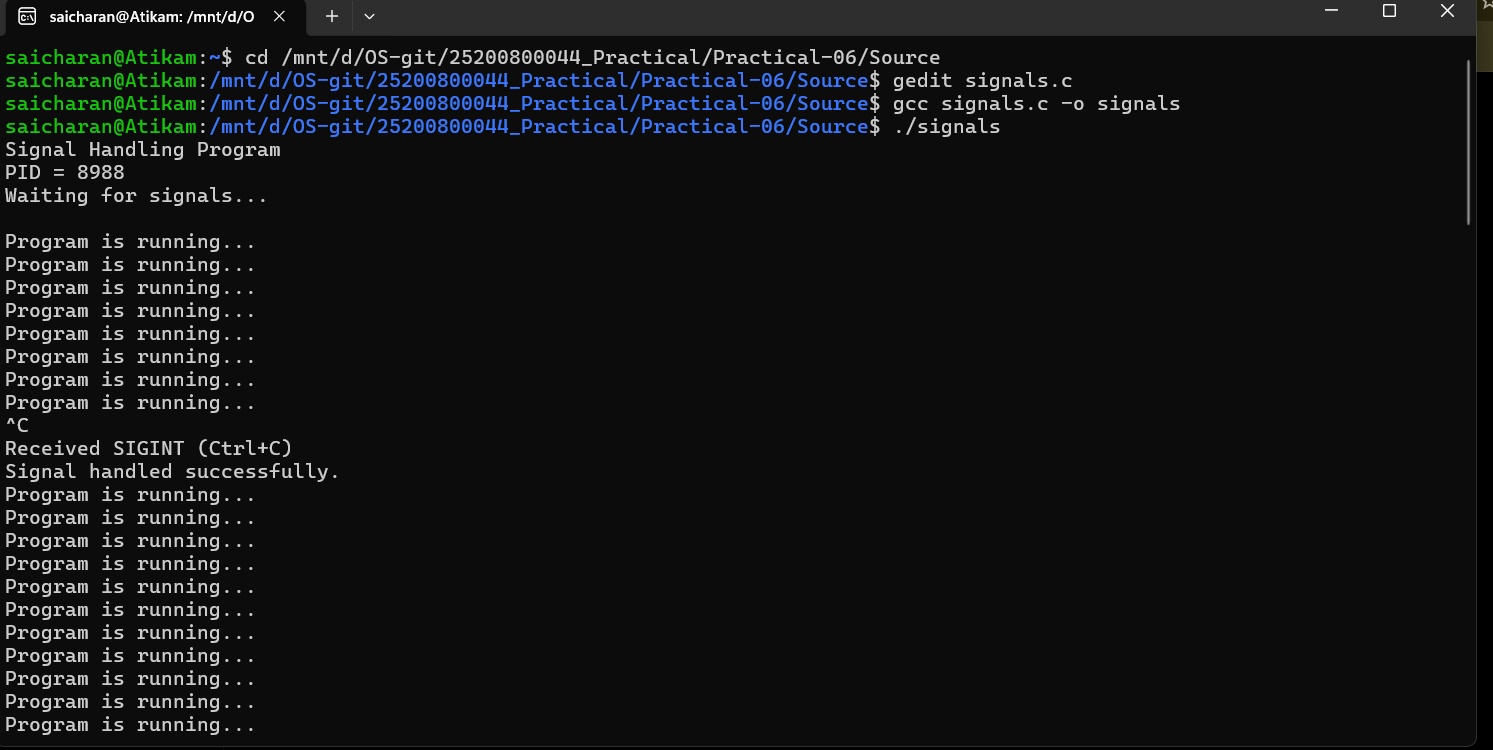 saicharan@Atikam: /mnt/d/O
saicharan@Atikam:~$ cd /mnt/d/OS-git/25200800044_Practical/Practical-06/Source
saicharan@Atikam:/mnt/d/OS-git/25200800044_Practical/Practical-06/Source$ gedit signals.c
saicharan@Atikam:/mnt/d/OS-git/25200800044_Practical/Practical-06/Source$ gcc signals.c -o signals
saicharan@Atikam:/mnt/d/OS-git/25200800044_Practical/Practical-06/Source$ ./signals
Signal Handling Program
PID = 8988
Waiting for signals...
Program is running...
Program is running...
Program is running...
Program is running...
Program is running...
Program is running...
Program is running...
Program is running...
^C
Received SIGINT (Ctrl+C)
Signal handled successfully.
Program is running...
Program is running...
Program is running...
Program is running...
Program is running...
Program is running...
Program is running...
Program is running...
Program is running...
Program is running...
Program is running...